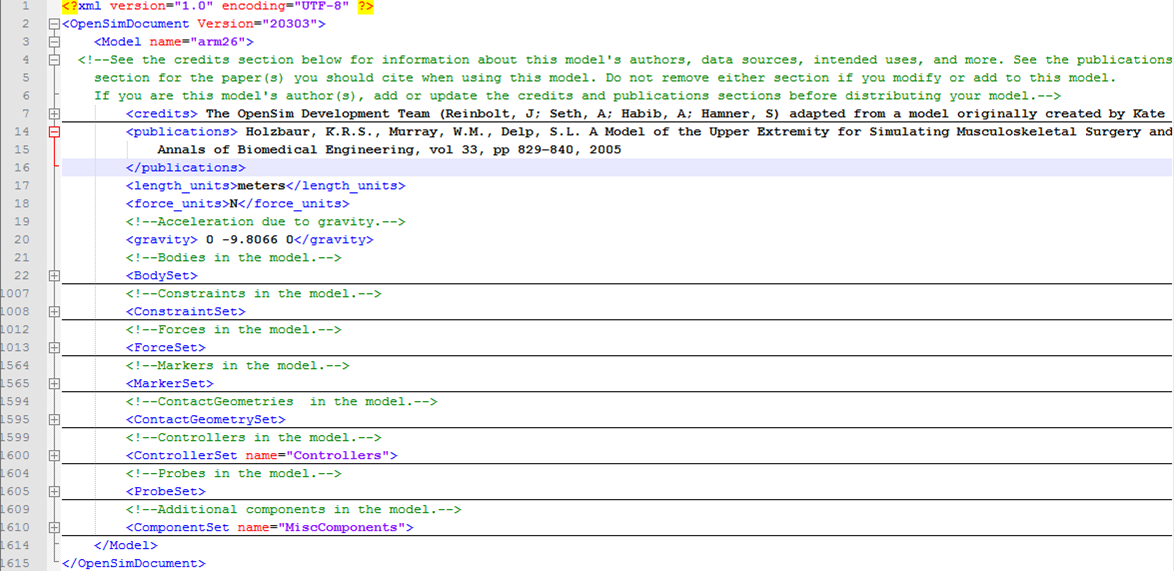 1 <?xml version="1.0" encoding="UTF-8" ?>
2 <OpenSimDocument Version="20303">
3 <Model name="arm26">
4 <!--See the credits section below for information about this model's authors, data sources, intended uses, and more. See the publications
5 section for the paper(s) you should cite when using this model. Do not remove either section if you modify or add to this model.
6 If you are this model's author(s), add or update the credits and publications sections before distributing your model.-->
7 <credits> The OpenSim Development Team (Reinbolt, J; Seth, A; Habib, A; Hamner, S) adapted from a model originally created by Kate
14 <publications> Holzbaur, K.R.S., Murray, W.M., Delp, S.L. A Model of the Upper Extremity for Simulating Musculoskeletal Surgery and
15 Annals of Biomedical Engineering, vol 33, pp 829-840, 2005
16 </publications>
17 <length_units>meters</length_units>
18 <force_units>N</force_units>
19 <!--Acceleration due to gravity.-->
20 <gravity> 0 -9.8066 0</gravity>
21 <!--Bodies in the model.-->
22 <BodySet>
1007 <!--Constraints in the model.-->
1008 <ConstraintSet>
1012 <!--Forces in the model.-->
1013 <ForceSet>
1564 <!--Markers in the model.-->
1565 <MarkerSet>
1594 <!--ContactGeometries  in the model.-->
1595 <ContactGeometrySet>
1599 <!--Controllers in the model.-->
1600 <ControllerSet name="Controllers">
1604 <!--Probes in the model.-->
1605 <ProbeSet>
1609 <!--Additional components in the model.-->
1610 <ComponentSet name="MiscComponents">
1614 </Model>
1615 </OpenSimDocument>